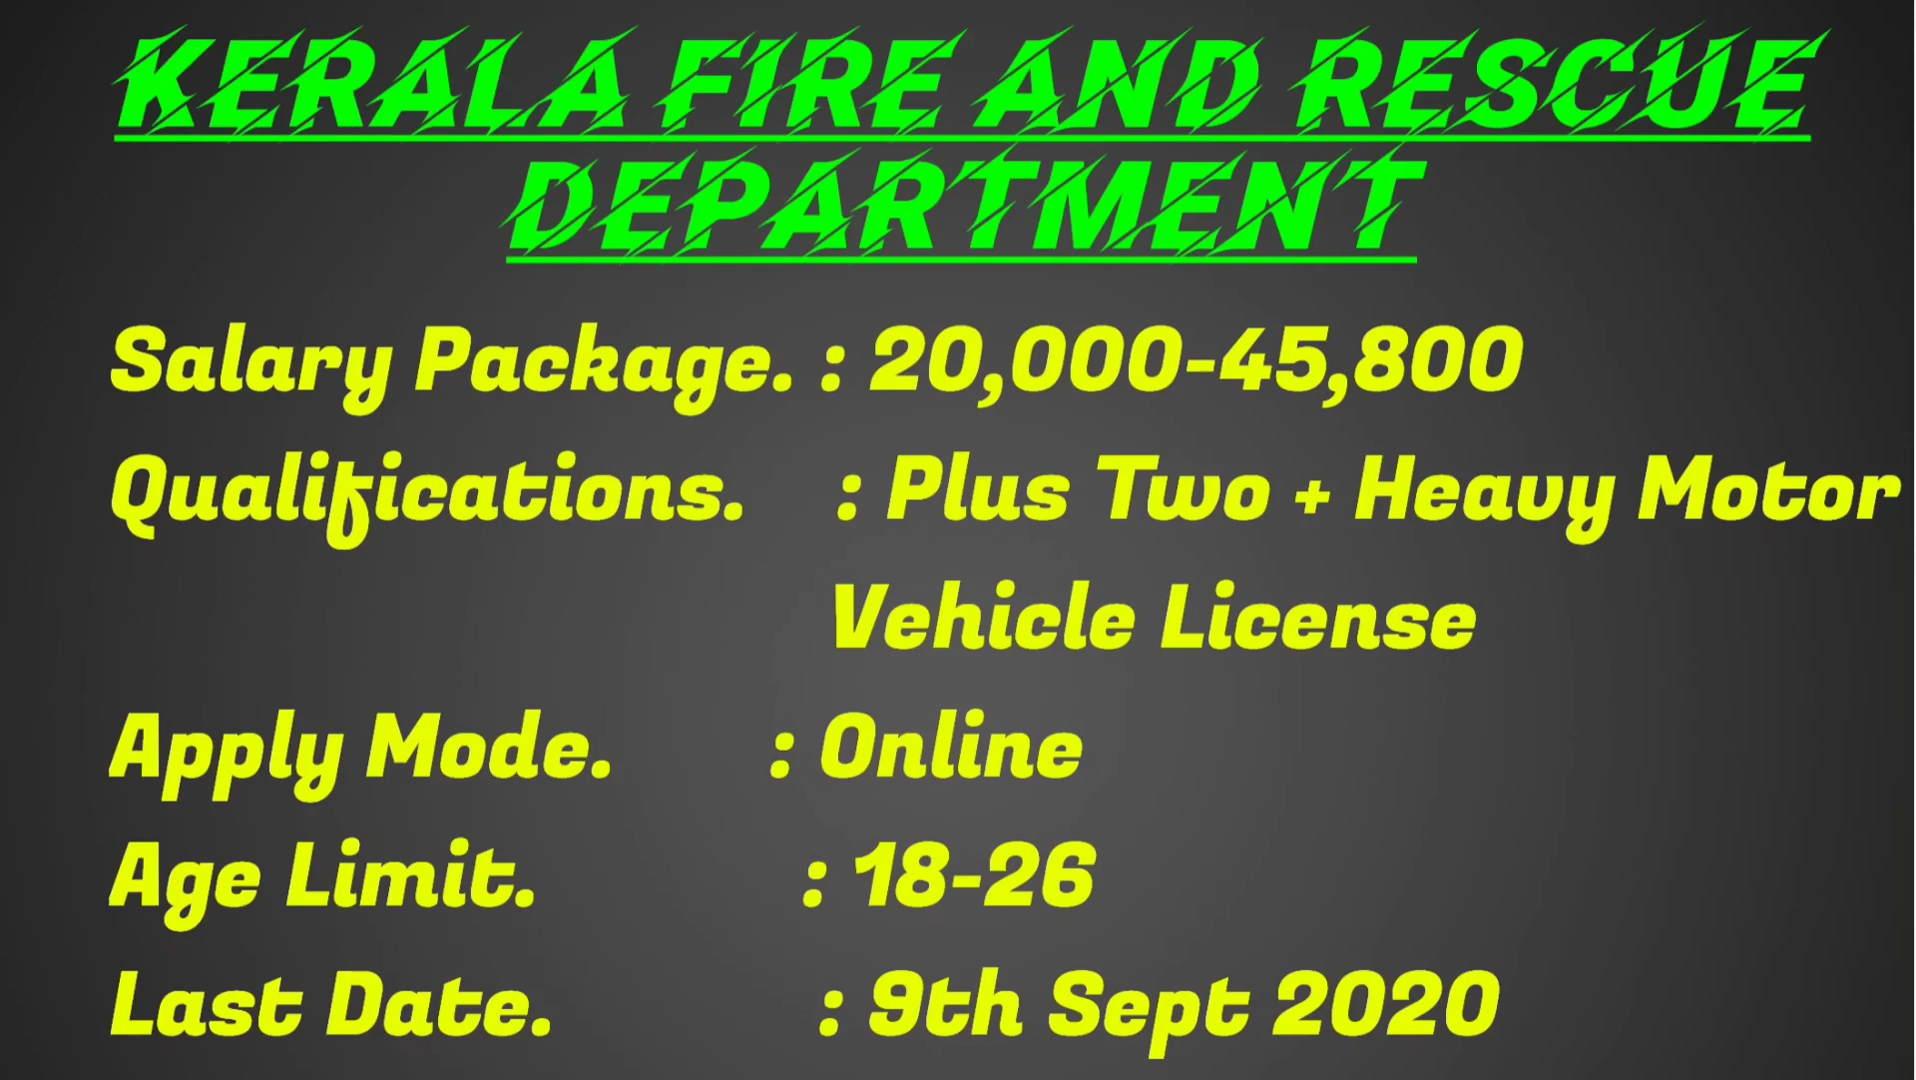 KERALA FIRE AND RESCUE
DEPARTMENT
Salary Package. : 20,000-45,800
Qualifications. : Plus Two + Heavy Motor
Vehicle License
Apply Mode. : Online
Age Limit. : 18-26
Last Date. : 9th Sept 2020